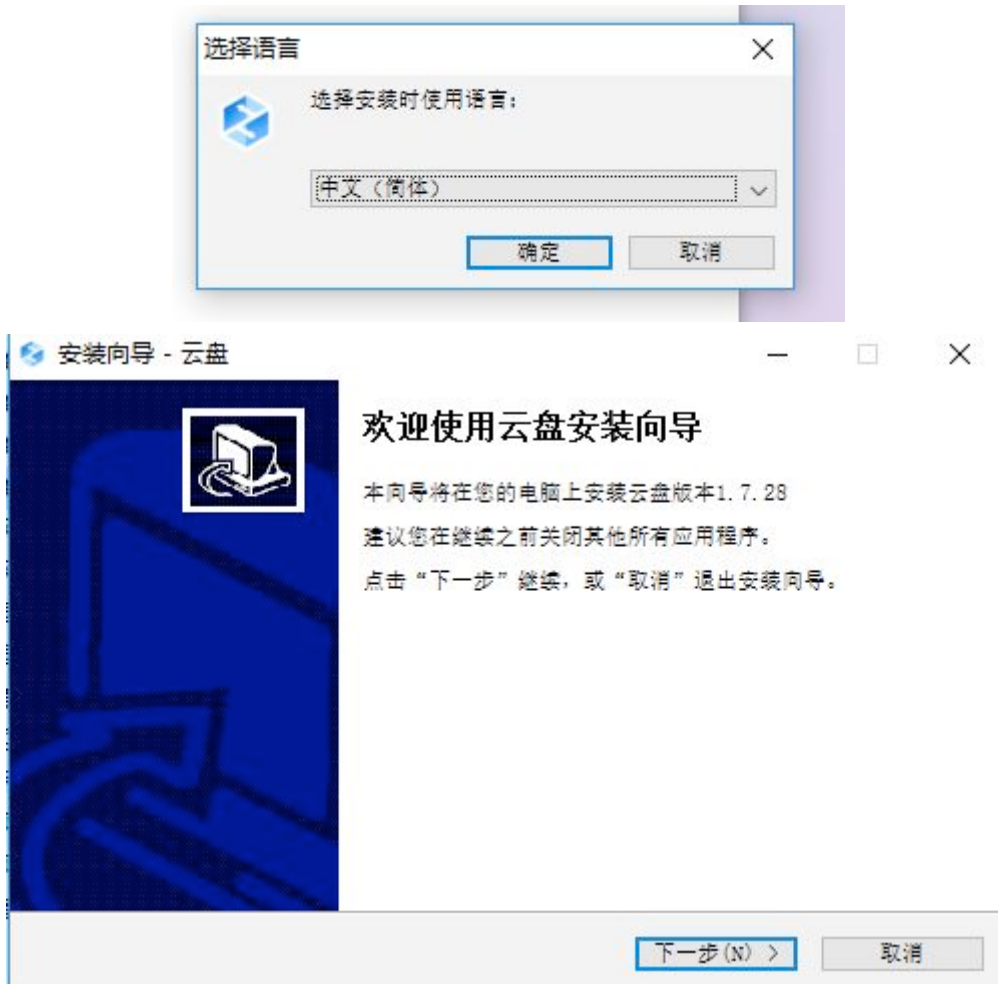 选择语言
选择安装时使用语言：
中文（简体）
确定
取消
安装向导 - 云盘
欢迎使用云盘安装向导
本向导将在您的电脑上安装云盘版本1.7.28
建议您在继续之前关闭其他所有应用程序。
点击“下一步”继续，或“取消”退出安装向导。
下一步(N) >
取消